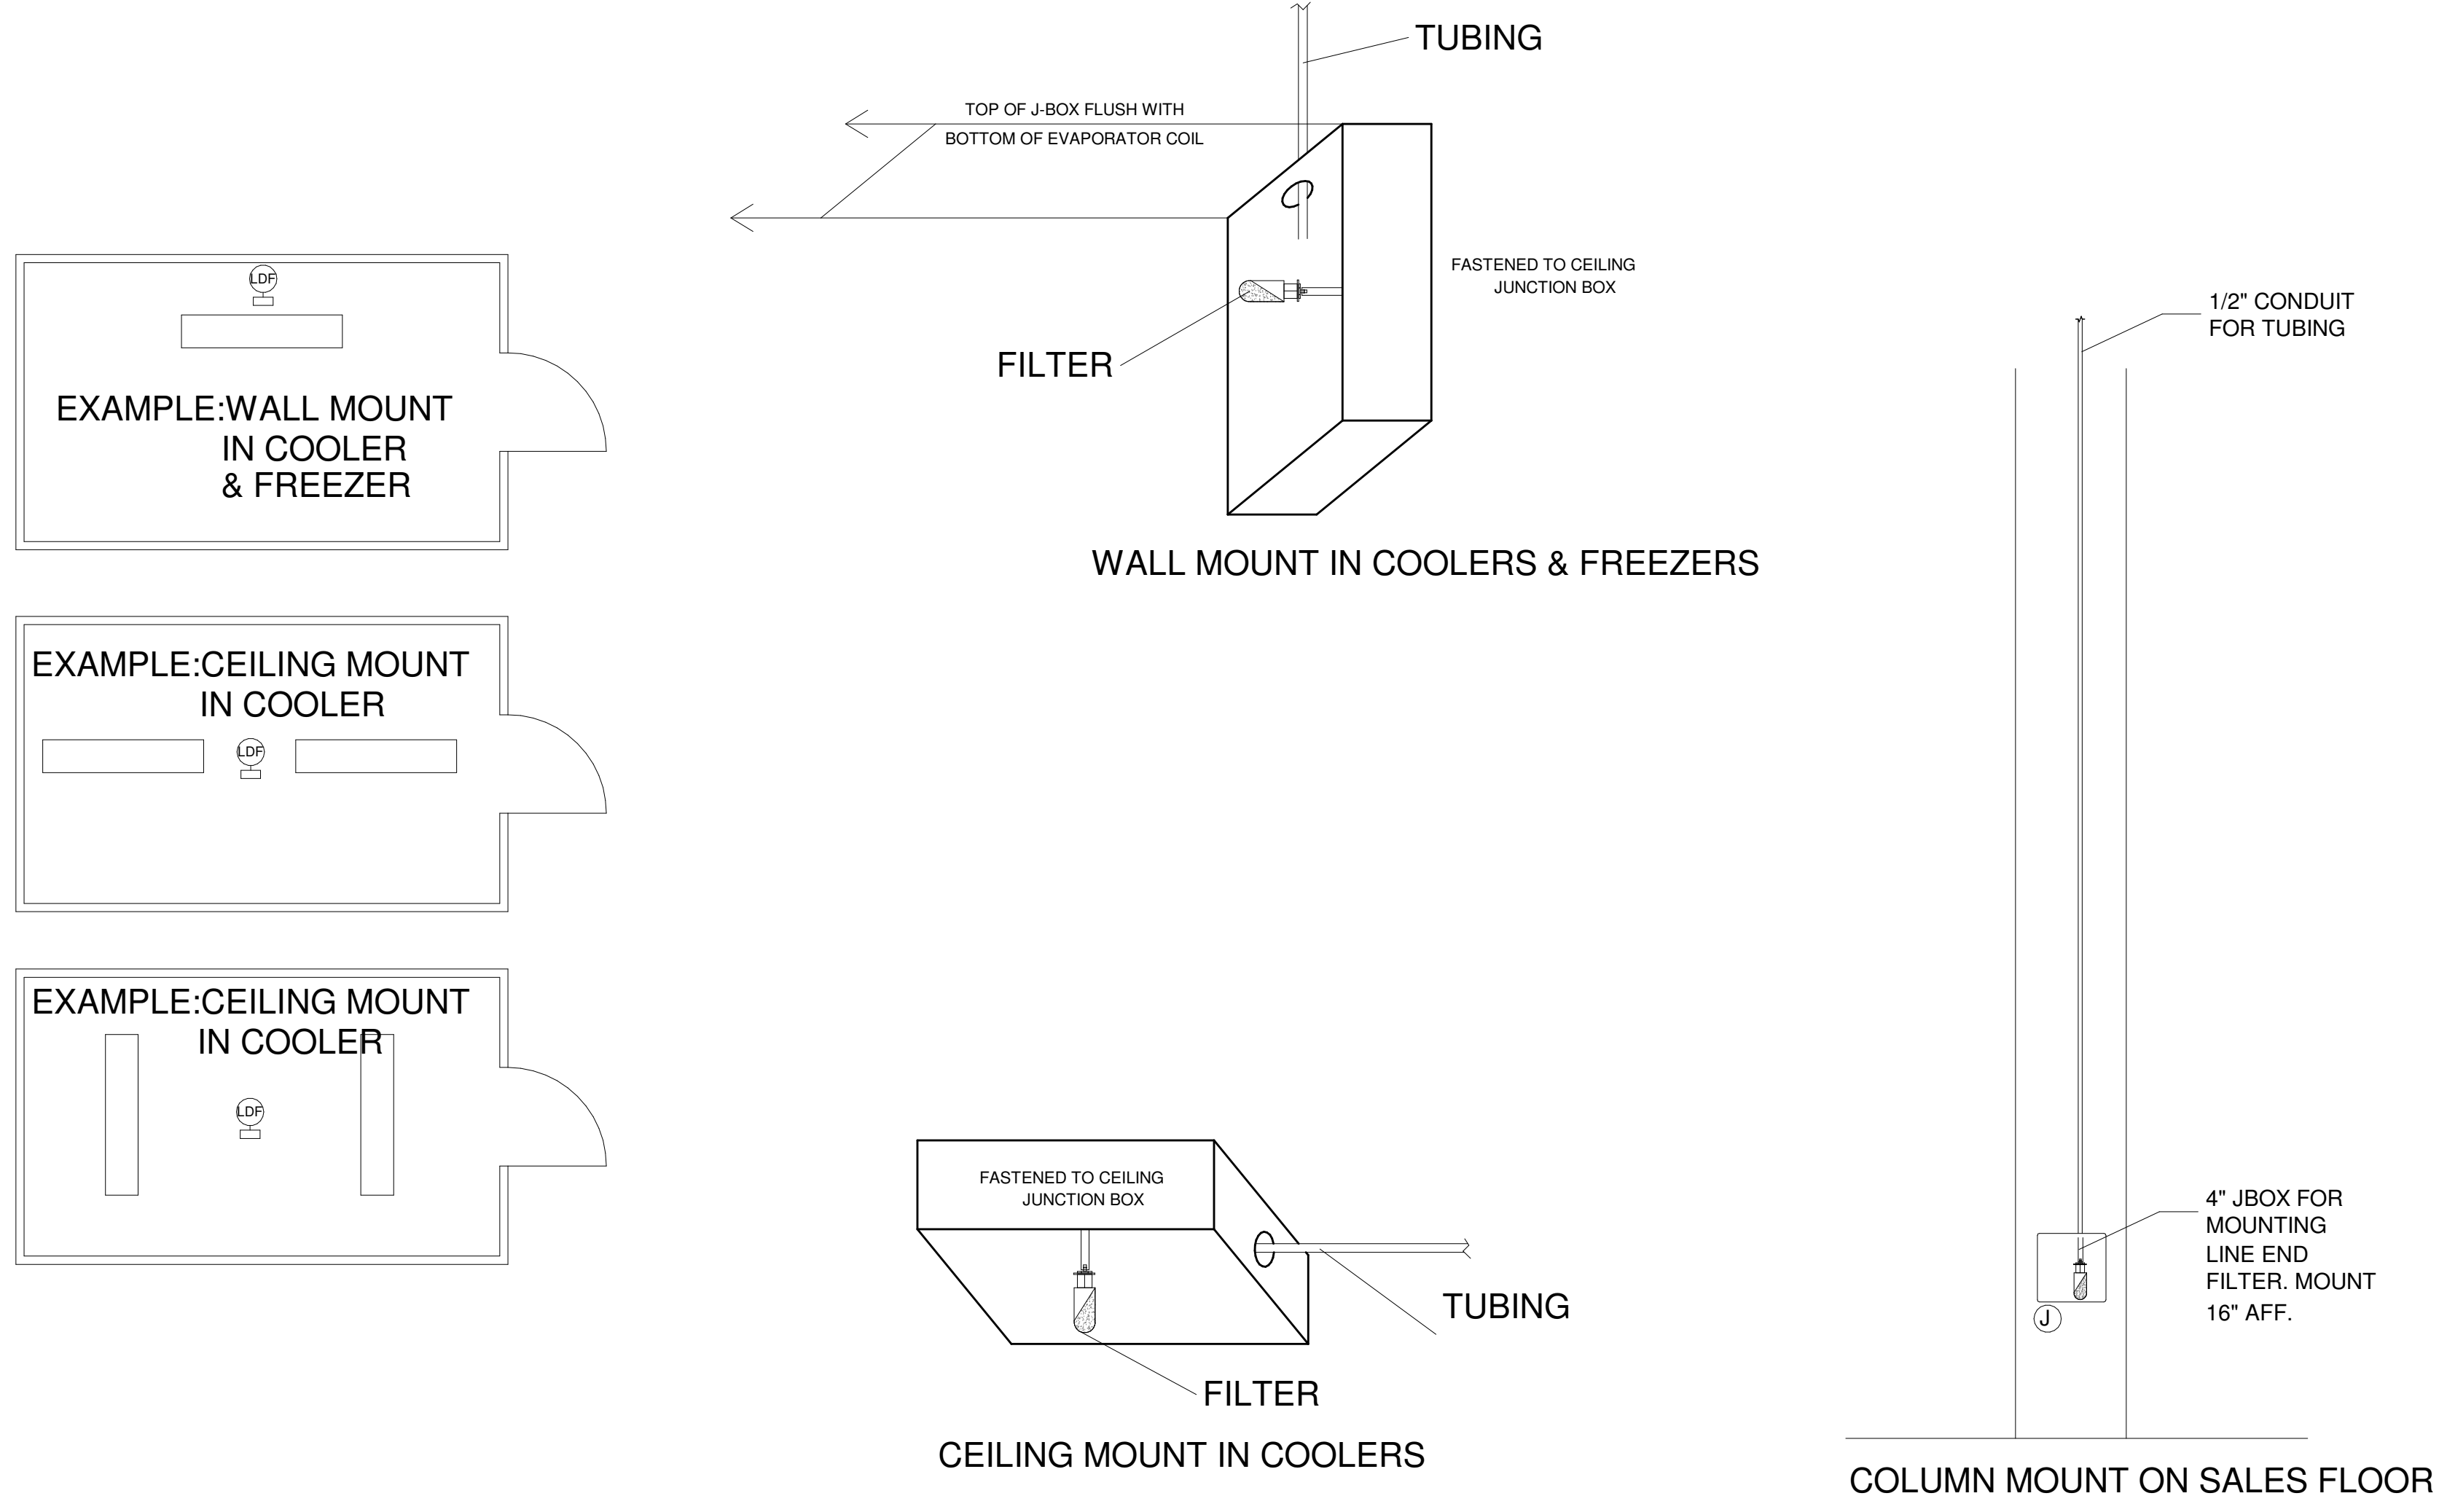 TUBING
TOP OF J-BOX FLUSH WITH
BOTTOM OF EVAPORATOR COIL
FASTENED TO CEILING
JUNCTION BOX
FILTER
WALL MOUNT IN COOLERS & FREEZERS
LDF
EXAMPLE:WALL MOUNT
IN COOLER
& FREEZER
EXAMPLE:CEILING MOUNT
IN COOLER
LDF
EXAMPLE:CEILING MOUNT
IN COOLER
LDF
FASTENED TO CEILING
JUNCTION BOX
TUBING
FILTER
CEILING MOUNT IN COOLERS
1/2" CONDUIT
FOR TUBING
4" JBOX FOR
MOUNTING
LINE END
FILTER. MOUNT
16" AFF.
J
COLUMN MOUNT ON SALES FLOOR